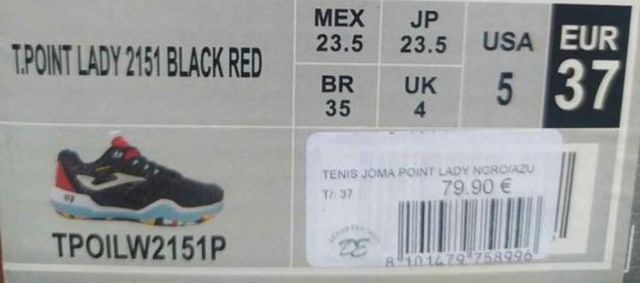 T.POINT LADY 2151 BLACK RED
MEX
23.5
JP
23.5
BR
35
UK
4
USA
5
EUR
37
TPOILW2151P
TENIS JOMA POINT LADY NGRO/AZU
T/: 37
79.90 €
DE
8 101479 758996